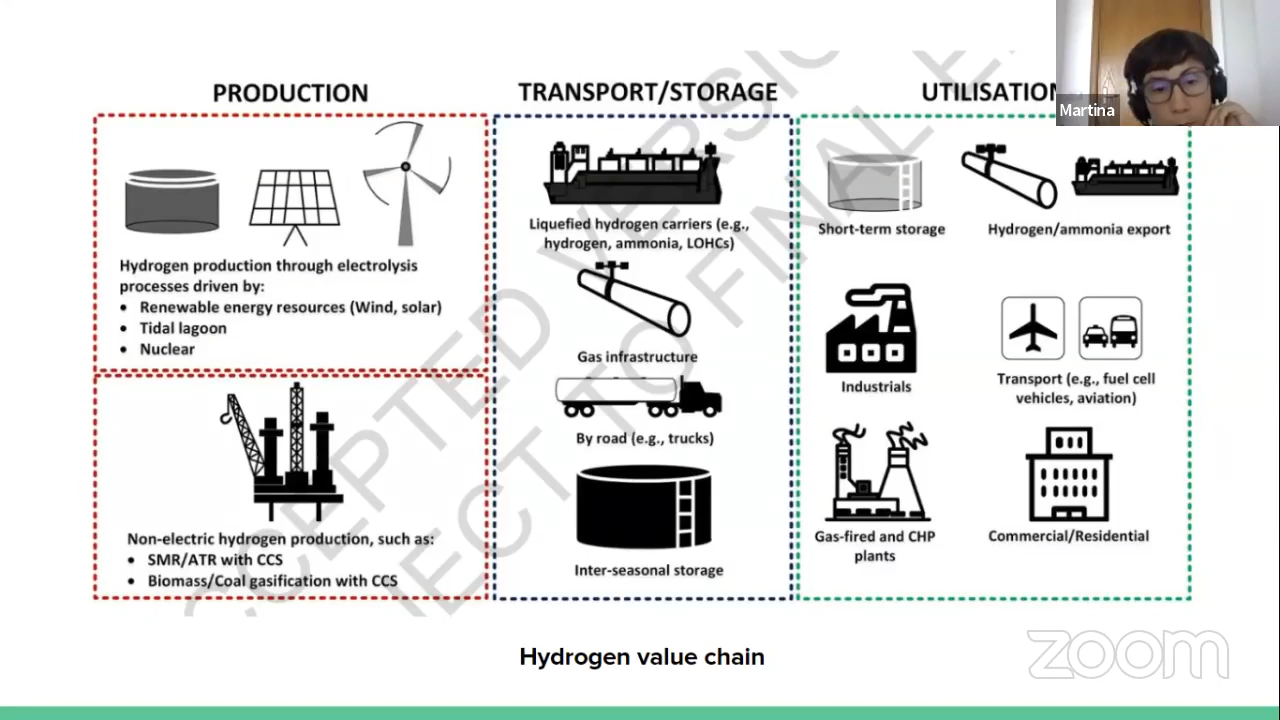 PRODUCTION
TRANSPORT/STORAGE
UTILISATION
Martina
Hydrogen production through electrolysis
processes driven by:
• Renewable energy resources (Wind, solar)
• Tidal lagoon
• Nuclear
Non-electric hydrogen production, such as:
• SMR/ATR with CCS
• Biomass/Coal gasification with CCS
Liquefied hydrogen carriers (e.g.,
hydrogen, ammonia, LOHCs)
Gas infrastructure
By road (e.g., trucks)
Inter-seasonal storage
Short-term storage
Hydrogen/ammonia export
Industrials
Transport (e.g., fuel cell
vehicles, aviation)
Gas-fired and CHP
plants
Commercial/Residential
Hydrogen value chain
zoom